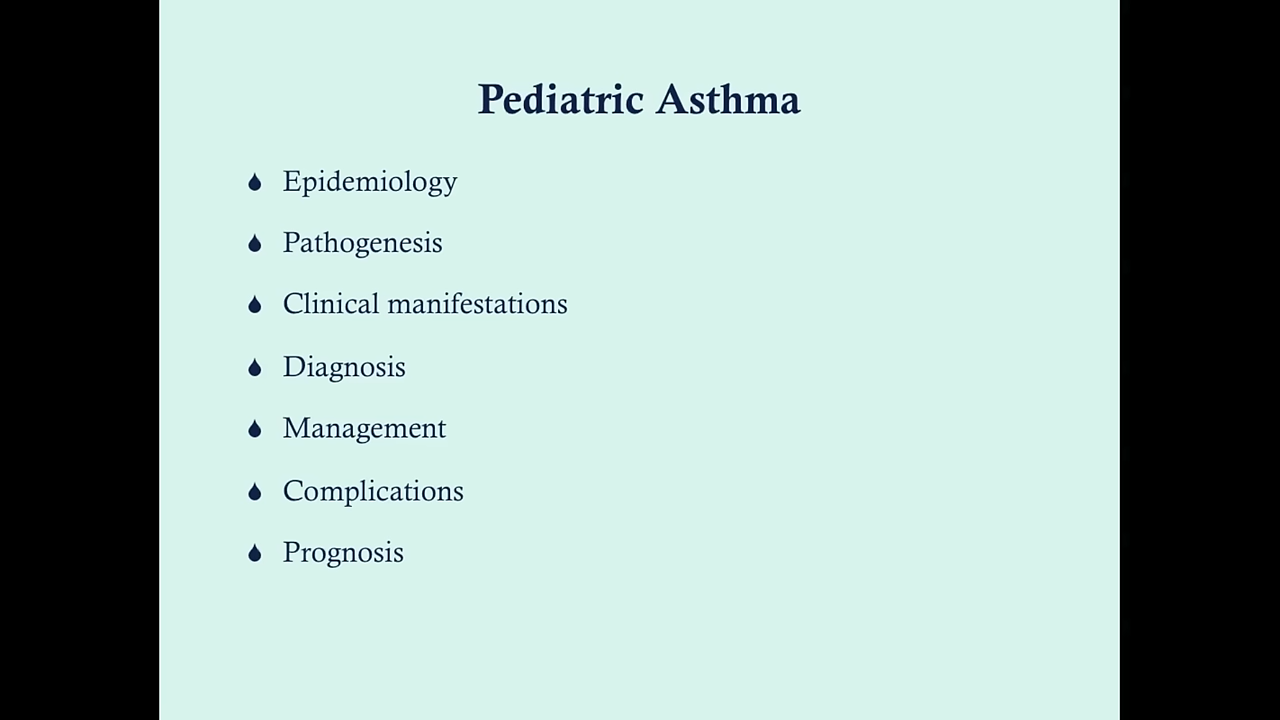 Pediatric Asthma
Epidemiology
Pathogenesis
Clinical manifestations
Diagnosis
Management
Complications
Prognosis